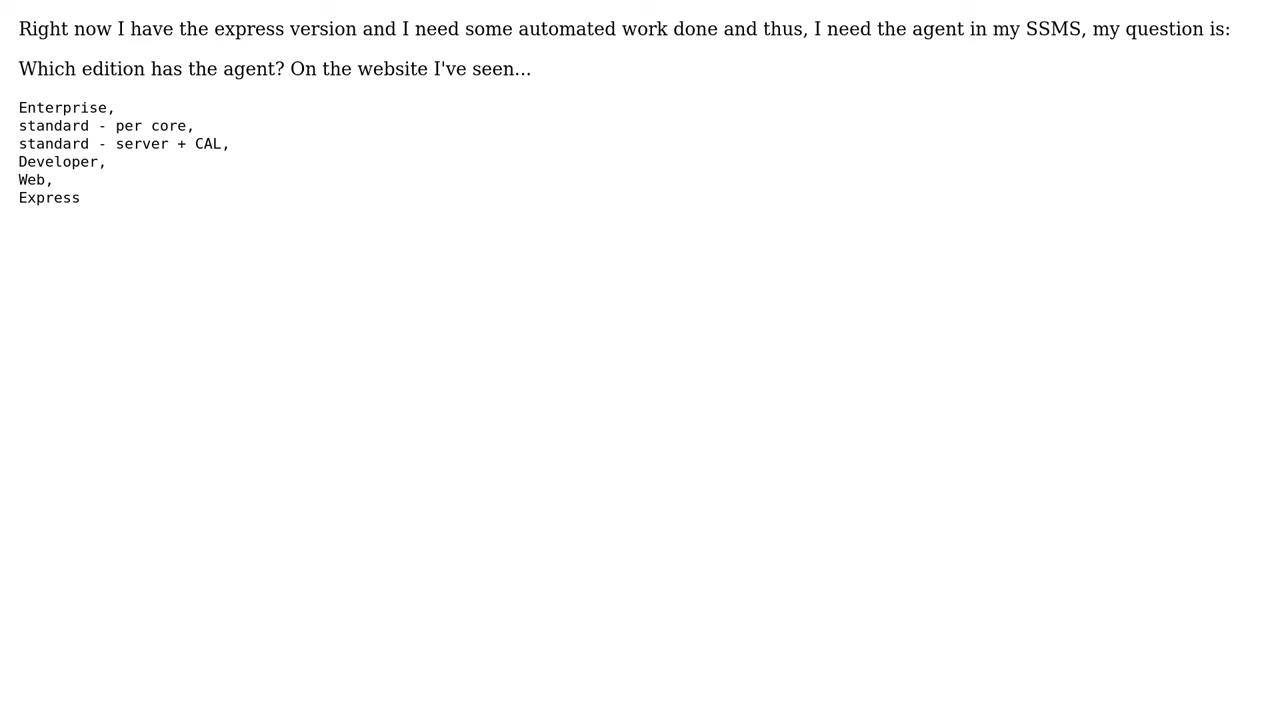 Right now I have the express version and I need some automated work done and thus, I need the agent in my SSMS, my question is:
Which edition has the agent? On the website I've seen...
Enterprise,
standard - per core,
standard - server + CAL,
Developer,
Web,
Express